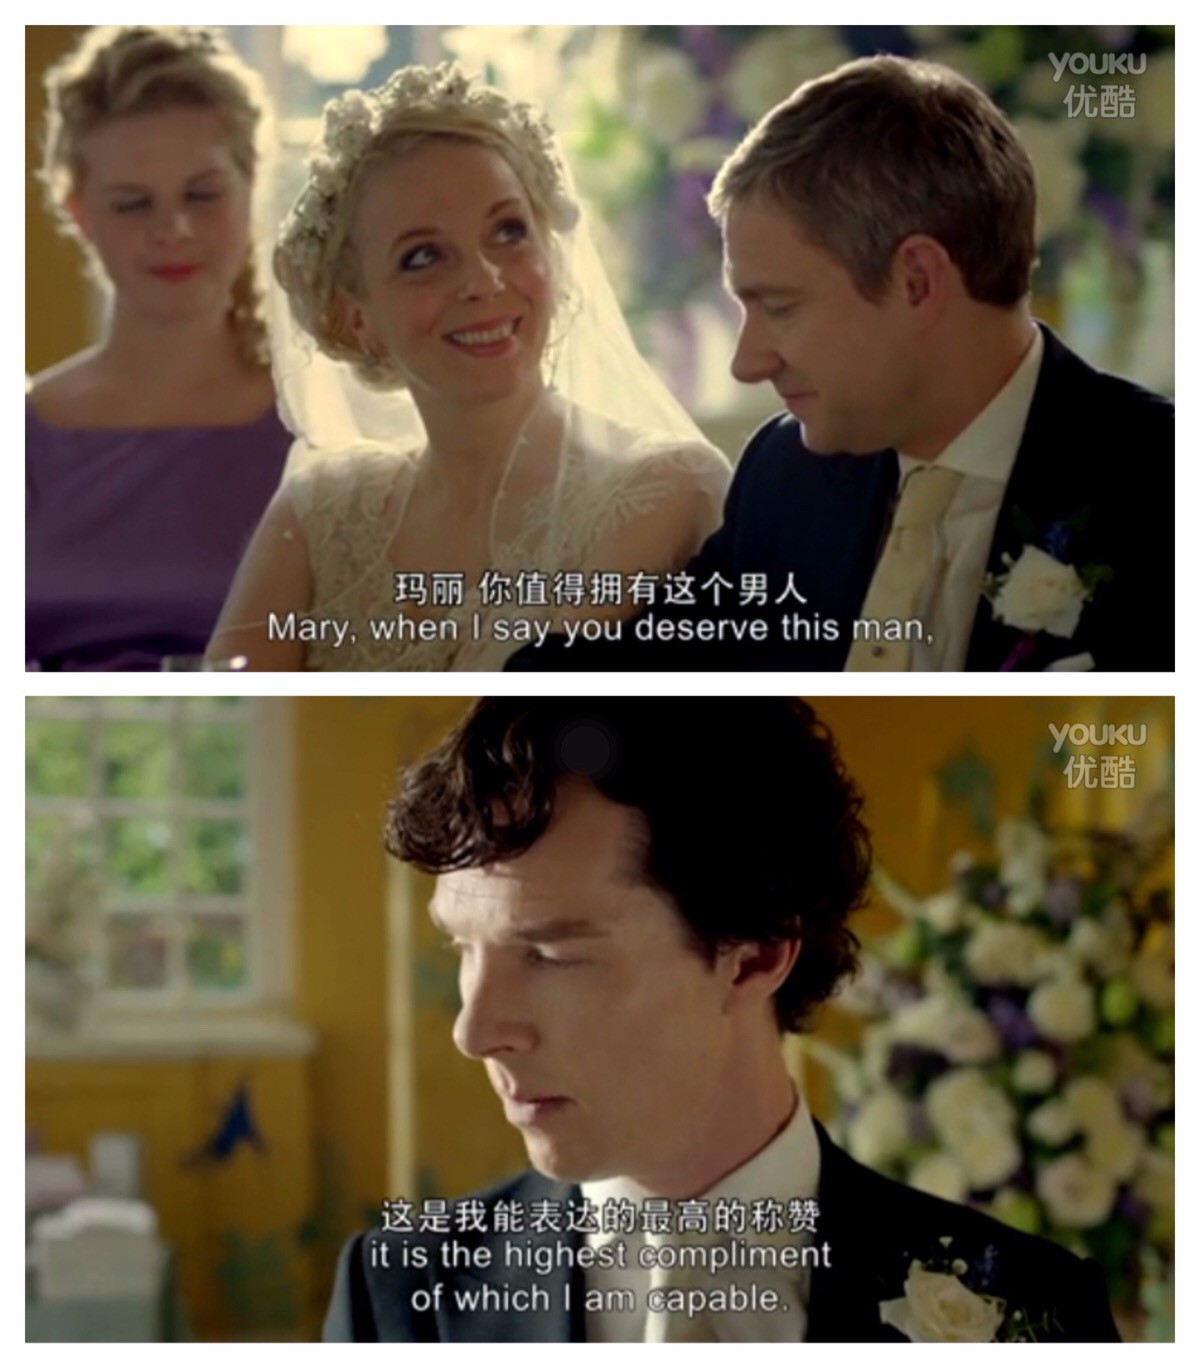 YOUKU
优酷
玛丽 你值得拥有这个男人
Mary, when I say you deserve this man,
YOUKU
优酷
这是我能表达的最高的称赞
it is the highest compliment
of which I am capable.